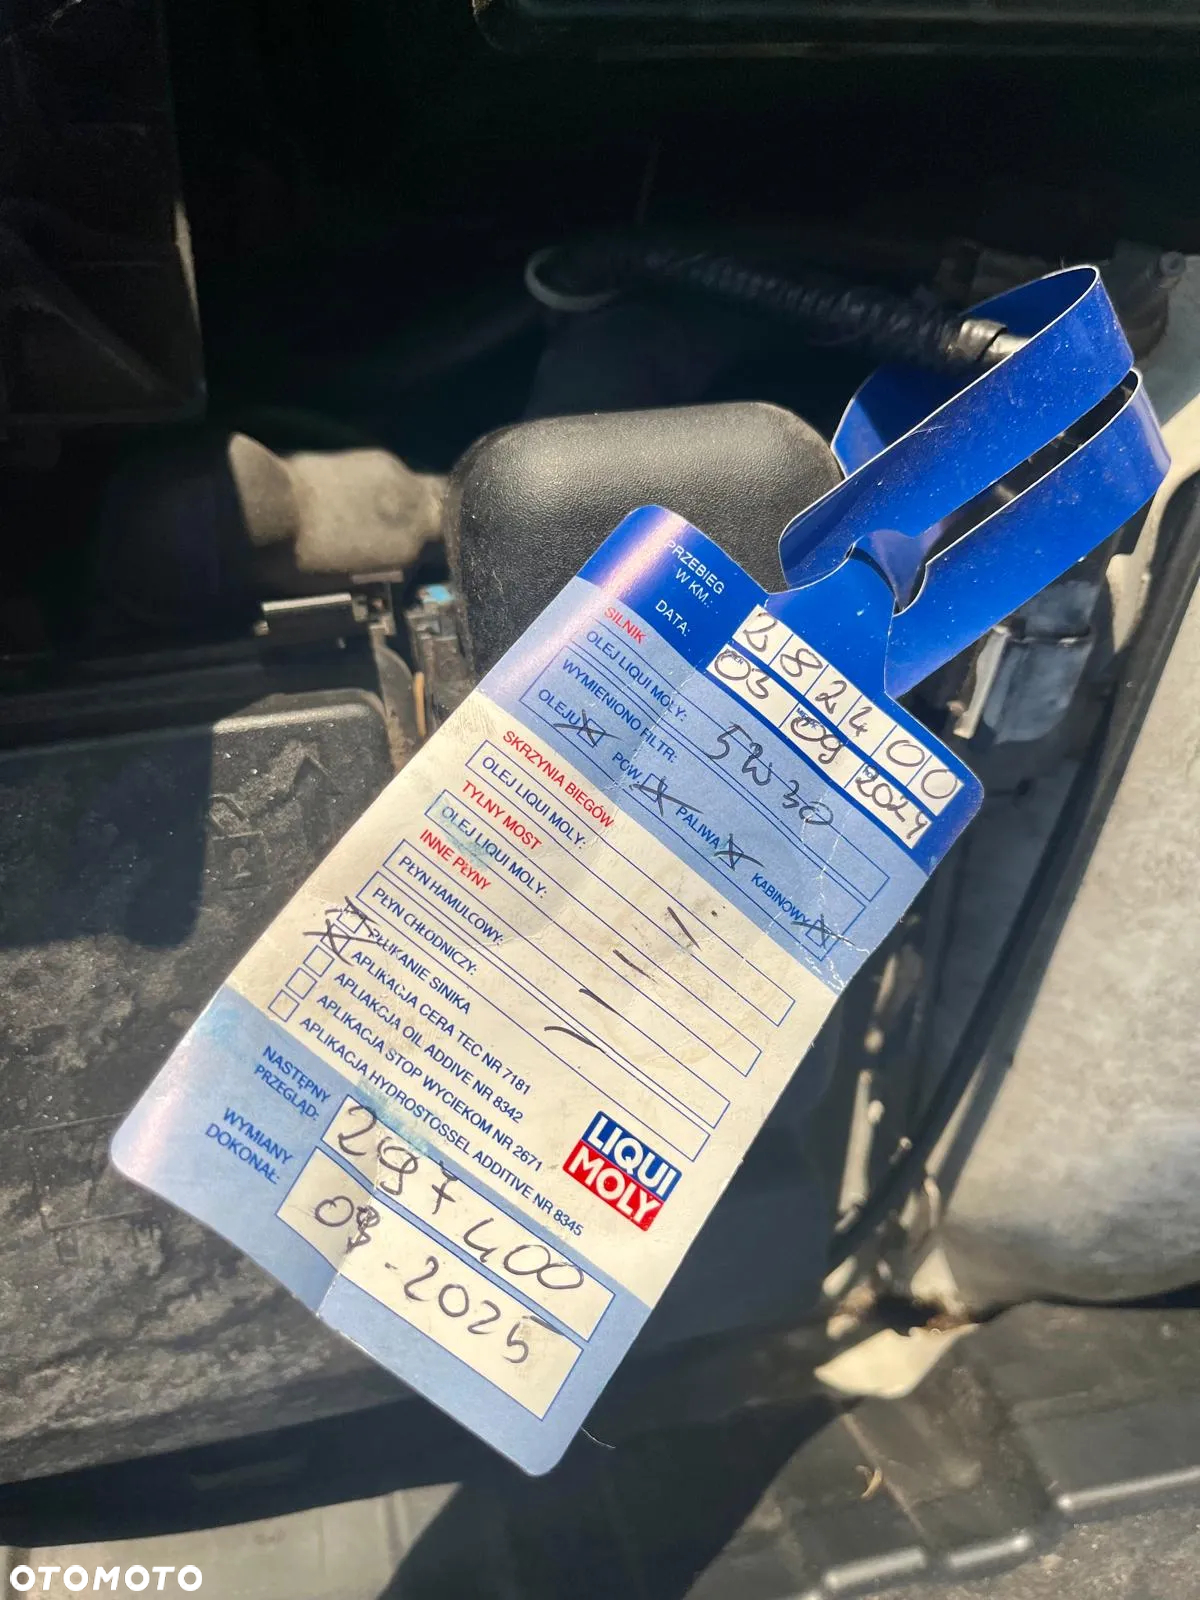 PRZEBIEG
W KM.: 282400
DATA: 03 09 2024
SILNIK
OLEJ LIQUI MOLY: 5W30
WYMIENIONO FILTR:
OLEJU POW. PALIWA KABINOWY
SKRZYNIA BIEGÓW
OLEJ LIQUI MOLY:
TYLNY MOST
OLEJ LIQUI MOLY:
INNE PŁYNY
PŁYN HAMULCOWY:
PŁYN CHŁODNICZY:
PŁUKANIE SINIKA
APLIKACJA CERA TEC NR 7181
APLIAKCJA OIL ADDIVE NR 8342
APLIKACJA STOP WYCIEKOM NR 2671
APLIKACJA HYDROSTOSSEL ADDITIVE NR 8345
LIQUI
MOLY
NASTĘPNY
PRZEGLĄD: 297400
WYMIANY
DOKONAŁ: 09-2025
OTOMOTO